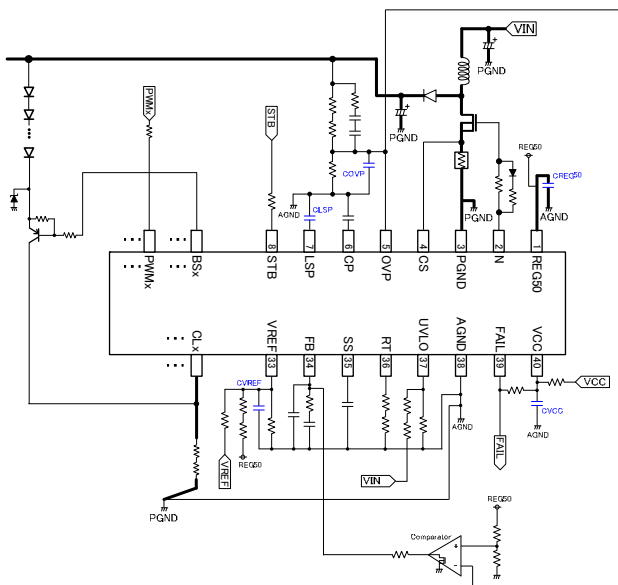 VIN
PGND
PGND
PWMx
STB
REG50
CREG50
COVP
CLSP
AGND
PGND
AGND
8 7 6 5 4 3 2 1
PWMx BSx STB LSP CP OVP CS PGND N REG50
CLx VREF FB SS RT UVLO AGND FAIL VCC
33 34 35 36 37 38 39 40
CVREF
VCC
CVCC
AGND
AGND
VREF
REG50
VIN
FAIL
PGND
REG50
Comparator
+
-